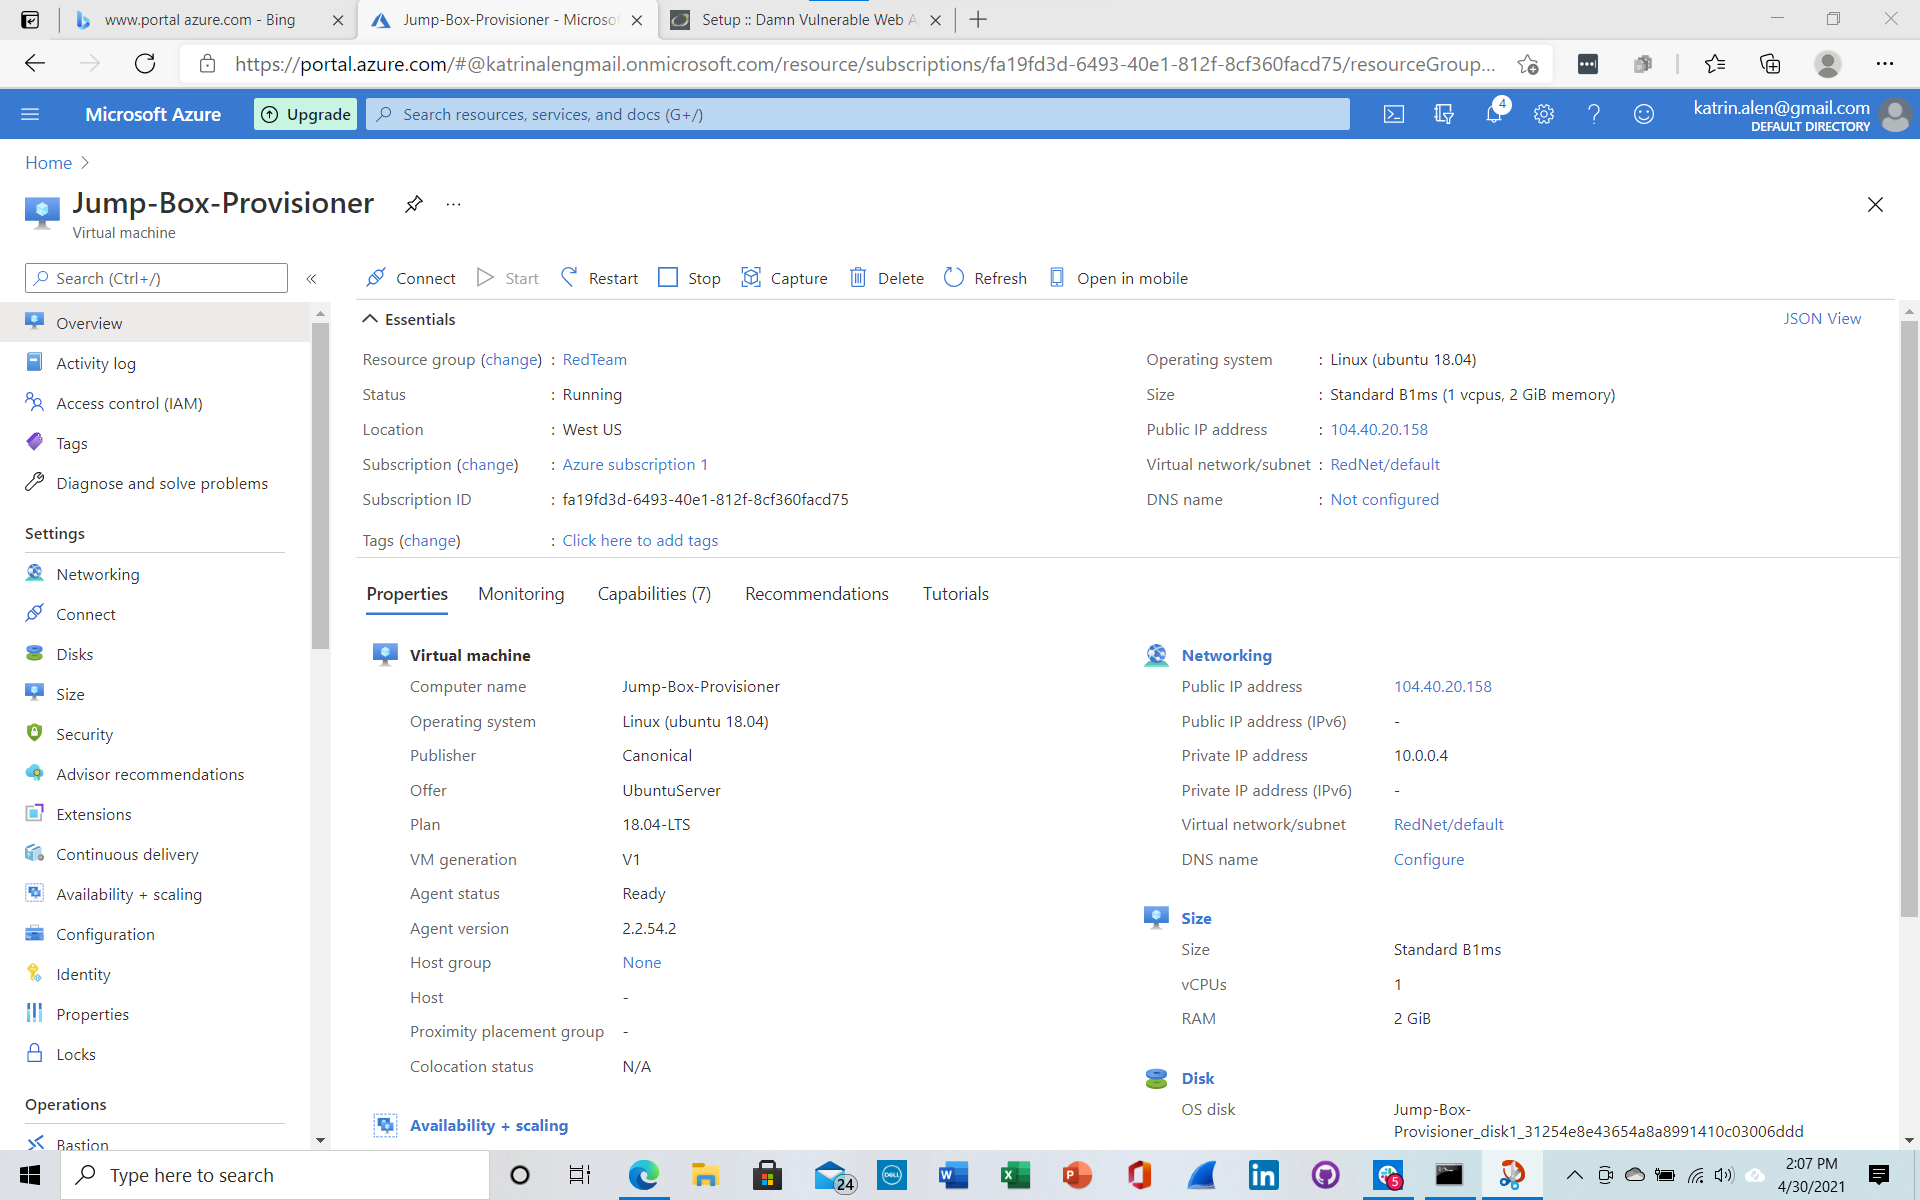 www.portal azure.com - Bing
Jump-Box-Provisioner - Microso
Setup :: Damn Vulnerable Web A
https://portal.azure.com/#@katrinalengmail.onmicrosoft.com/resource/subscriptions/fa19fd3d-6493-40e1-812f-8cf360facd75/resourceGroup...
Microsoft Azure
Upgrade
Search resources, services, and docs (G+/)
4
katrin.alen@gmail.com
DEFAULT DIRECTORY
Home
Jump-Box-Provisioner
Virtual machine
Search (Ctrl+/)
Connect Start Restart Stop Capture Delete Refresh Open in mobile
Overview
Activity log
Access control (IAM)
Tags
Diagnose and solve problems
Settings
Networking
Connect
Disks
Size
Security
Advisor recommendations
Extensions
Continuous delivery
Availability + scaling
Configuration
Identity
Properties
Locks
Operations
Bastion
Essentials
JSON View
Resource group (change) : RedTeam
Status : Running
Location : West US
Subscription (change) : Azure subscription 1
Subscription ID : fa19fd3d-6493-40e1-812f-8cf360facd75
Tags (change) : Click here to add tags
Operating system : Linux (ubuntu 18.04)
Size : Standard B1ms (1 vcpus, 2 GiB memory)
Public IP address : 104.40.20.158
Virtual network/subnet : RedNet/default
DNS name : Not configured
Properties Monitoring Capabilities (7) Recommendations Tutorials
Virtual machine
Computer name Jump-Box-Provisioner
Operating system Linux (ubuntu 18.04)
Publisher Canonical
Offer UbuntuServer
Plan 18.04-LTS
VM generation V1
Agent status Ready
Agent version 2.2.54.2
Host group None
Host -
Proximity placement group -
Colocation status N/A
Availability + scaling
Networking
Public IP address 104.40.20.158
Public IP address (IPv6) -
Private IP address 10.0.0.4
Private IP address (IPv6) -
Virtual network/subnet RedNet/default
DNS name Configure
Size
Size Standard B1ms
vCPUs 1
RAM 2 GiB
Disk
OS disk Jump-Box-
Provisioner_disk1_31254e8e43654a8a8991410c03006ddd
Type here to search
24
DELL
5
2:07 PM
4/30/2021